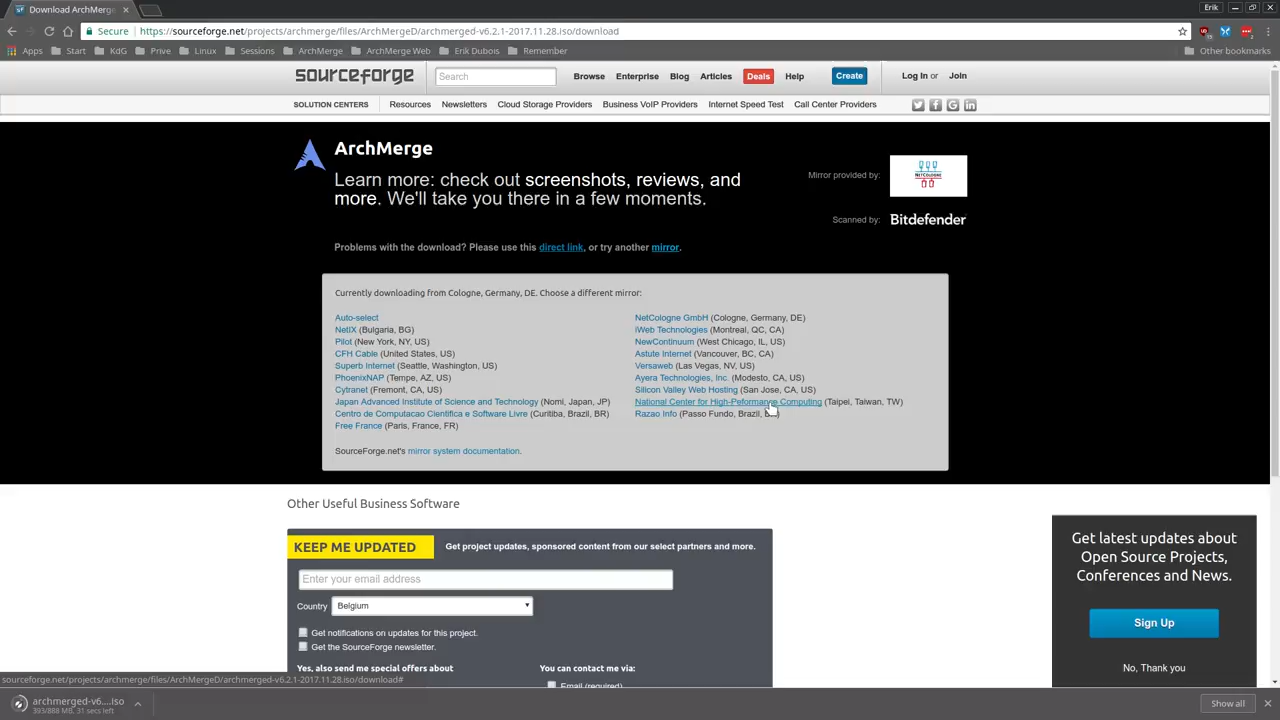 Download ArchMerge
Erik
Secure
https://sourceforge.net/projects/archmerge/files/ArchMergeD/archmerged-v6.2.1-2017.11.28.iso/download
Apps Start KdG Prive Linux Sessions ArchMerge ArchMerge Web Erik Dubois Remember Other bookmarks
sourceforge
Search
Browse Enterprise Blog Articles Deals Help Create Log In or Join
SOLUTION CENTERS Resources Newsletters Cloud Storage Providers Business VoIP Providers Internet Speed Test Call Center Providers
ArchMerge
Learn more: check out screenshots, reviews, and
more. We'll take you there in a few moments.
Mirror provided by:
NETCOLOGNE
Scanned by: Bitdefender
Problems with the download? Please use this direct link, or try another mirror.
Currently downloading from Cologne, Germany, DE. Choose a different mirror:
Auto-select
NetIX (Bulgaria, BG)
Pilot (New York, NY, US)
CFH Cable (United States, US)
Superb Internet (Seattle, Washington, US)
PhoenixNAP (Tempe, AZ, US)
Cytranet (Fremont, CA, US)
Japan Advanced Institute of Science and Technology (Nomi, Japan, JP)
Centro de Computacao Cientifica e Software Livre (Curitiba, Brazil, BR)
Free France (Paris, France, FR)
NetCologne GmbH (Cologne, Germany, DE)
iWeb Technologies (Montreal, QC, CA)
NewContinuum (West Chicago, IL, US)
Astute Internet (Vancouver, BC, CA)
Versaweb (Las Vegas, NV, US)
Ayera Technologies, Inc. (Modesto, CA, US)
Silicon Valley Web Hosting (San Jose, CA, US)
National Center for High-Peformance Computing (Taipei, Taiwan, TW)
Razao Info (Passo Fundo, Brazil, BR)
SourceForge.net's mirror system documentation.
Other Useful Business Software
KEEP ME UPDATED
Get project updates, sponsored content from our select partners and more.
Enter your email address
Country Belgium
Get notifications on updates for this project.
Get the SourceForge newsletter.
Yes, also send me special offers about
You can contact me via:
Email (required)
Get latest updates about
Open Source Projects,
Conferences and News.
Sign Up
No, Thank you
sourceforge.net/projects/archmerge/files/ArchMergeD/archmerged-v6.2.1-2017.11.28.iso/download#
archmerged-v6....iso
393/888 MB, 31 secs left
Show all